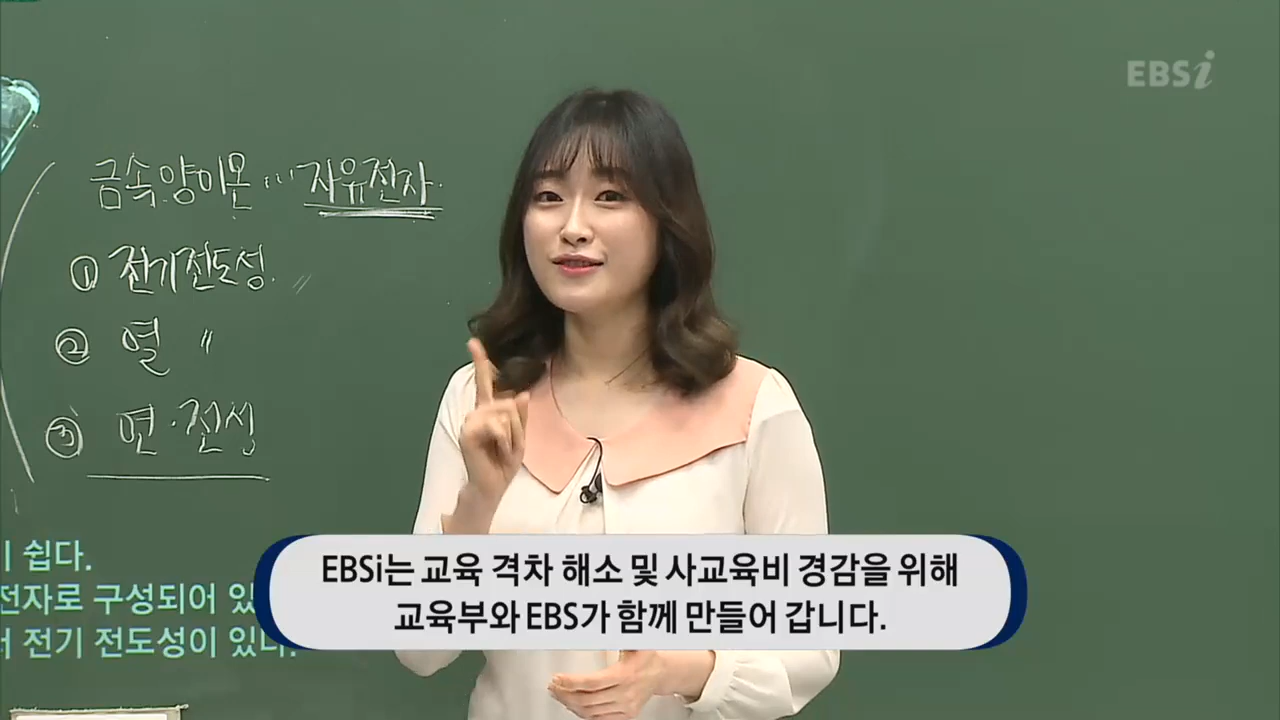 EBSi
금속양이온 ··· 자유전자.
① 전기전도성. 〃
② 열 〃
③ 연·전성
쉽다.
전자로 구성되어 있
전기 전도성이 있다.
EBSi는 교육 격차 해소 및 사교육비 경감을 위해
교육부와 EBS가 함께 만들어 갑니다.